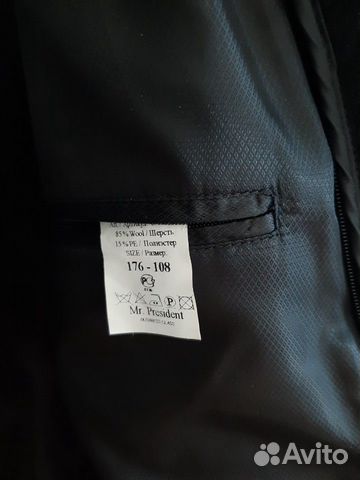 85% Wool / Шерсть
15% PE / Полиэстер
SIZE / Размер:
176 - 108
P
Mr. President
Avito